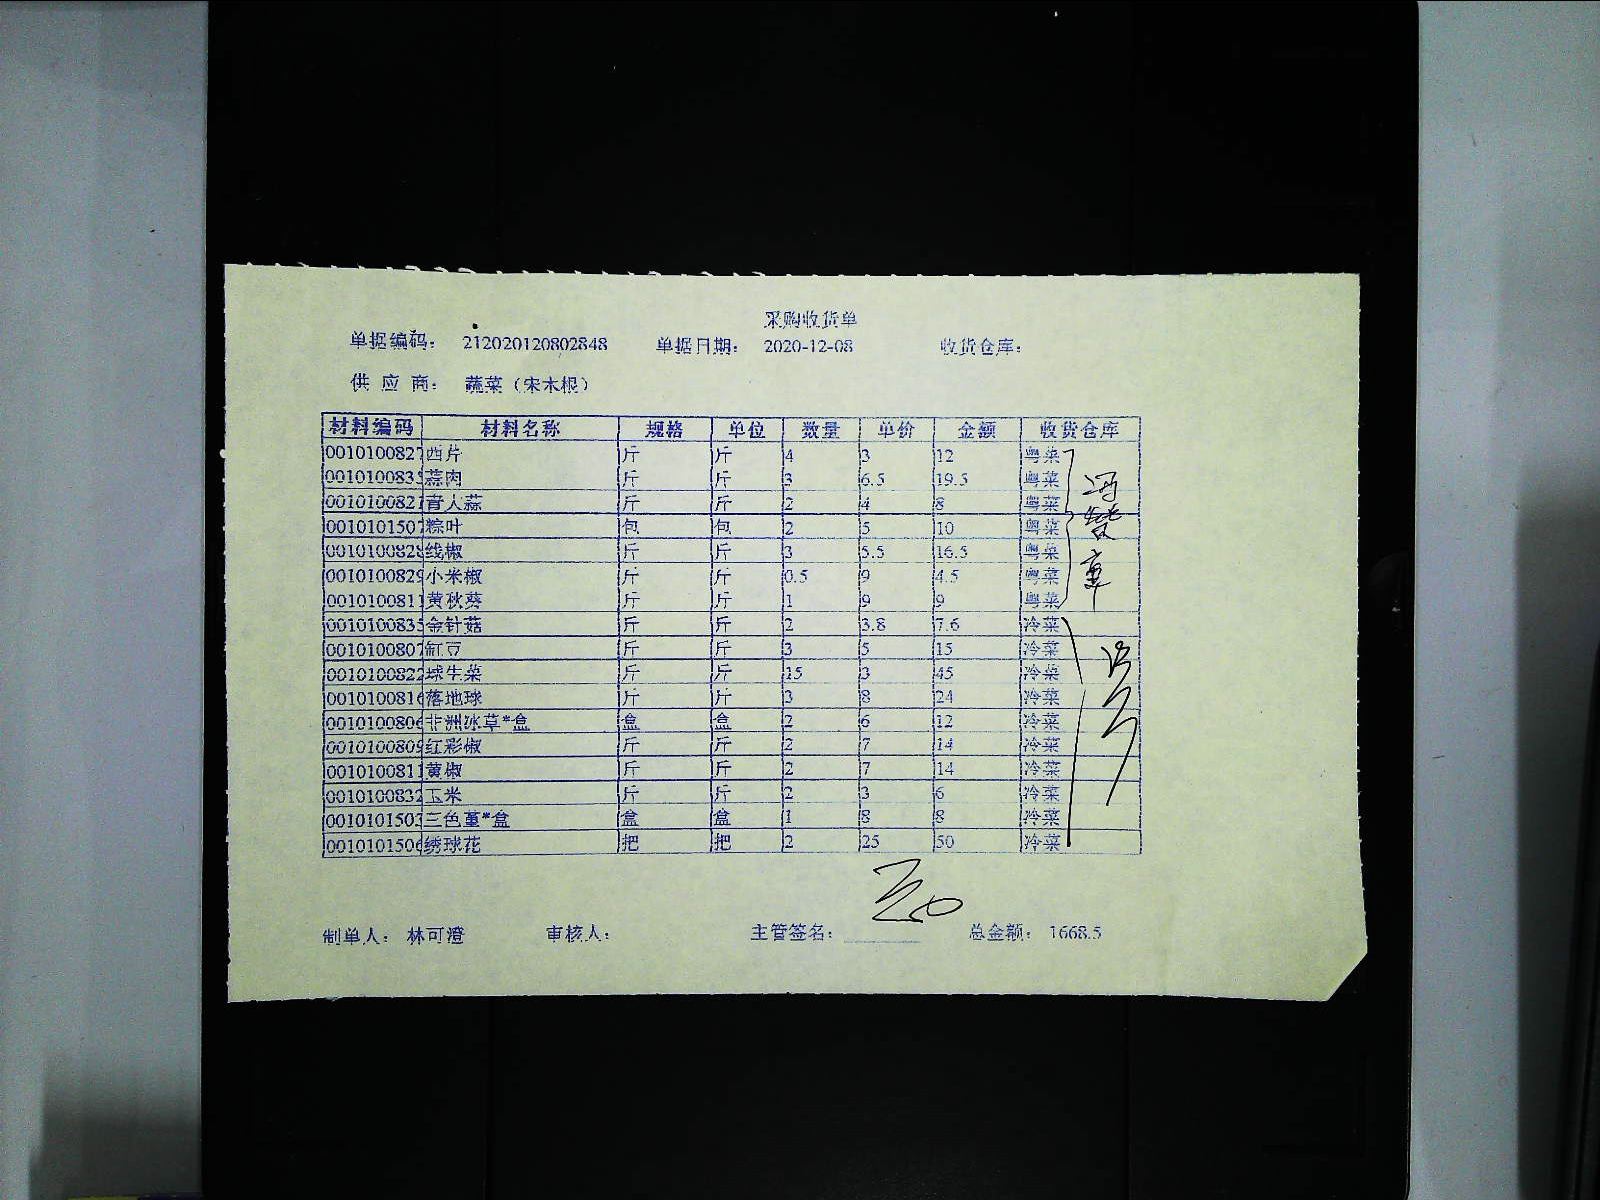 采购收货单
单据编码： 212020120802848 单据日期： 2020-12-08 收货仓库：
供 应 商： 蔬菜（宋木根）
材料编码 材料名称 规格 单位 数量 单价 金额 收货仓库
0010100827 西芹 斤 斤 4 3 12 粤菜
001010083 蒜肉 斤 斤 3 6.5 19.5 粤菜
0010100821 青大蒜 斤 斤 2 4 8 粤菜
0010101507 粽叶 包 包 2 5 10 粤菜
001010082 线椒 斤 斤 3 5.5 16.5 粤菜
0010100829 小米椒 斤 斤 0.5 9 4.5 粤菜
0010100811 黄秋葵 斤 斤 1 9 9 粤菜
001010083 金针菇 斤 斤 2 3.8 7.6 冷菜
0010100807 豇豆 斤 斤 3 5 15 冷菜
0010100822 球生菜 斤 斤 15 3 45 冷菜
001010081 落地球 斤 斤 3 8 24 冷菜
001010080 非洲冰草*盒 盒 盒 2 6 12 冷菜
0010100809 红彩椒 斤 斤 2 7 14 冷菜
0010100811 黄椒 斤 斤 2 7 14 冷菜
0010100832 玉米 斤 斤 2 3 6 冷菜
0010101503 三色堇*盒 盒 盒 1 8 8 冷菜
001010150 绣球花 把 把 2 25 50 冷菜
制单人： 林可澄 审核人： 主管签名： 总金额： 1668.5